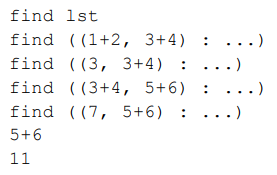 find lst
find ((1+2, 3+4) : ...)
find ((3, 3+4) : ...)
find ((3+4, 5+6) : ...)
find ((7, 5+6) : ...)
5+6
11